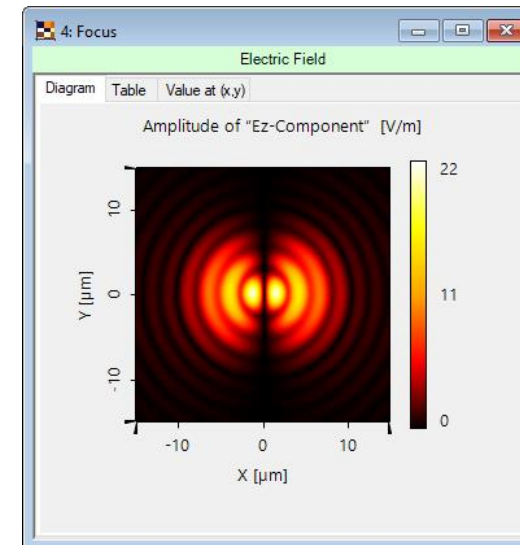 4: Focus
Electric Field
Diagram Table Value at (x,y)
Amplitude of "Ez-Component" [V/m]
22
11
0
10
0
-10
Y [µm]
-10 0 10
X [µm]